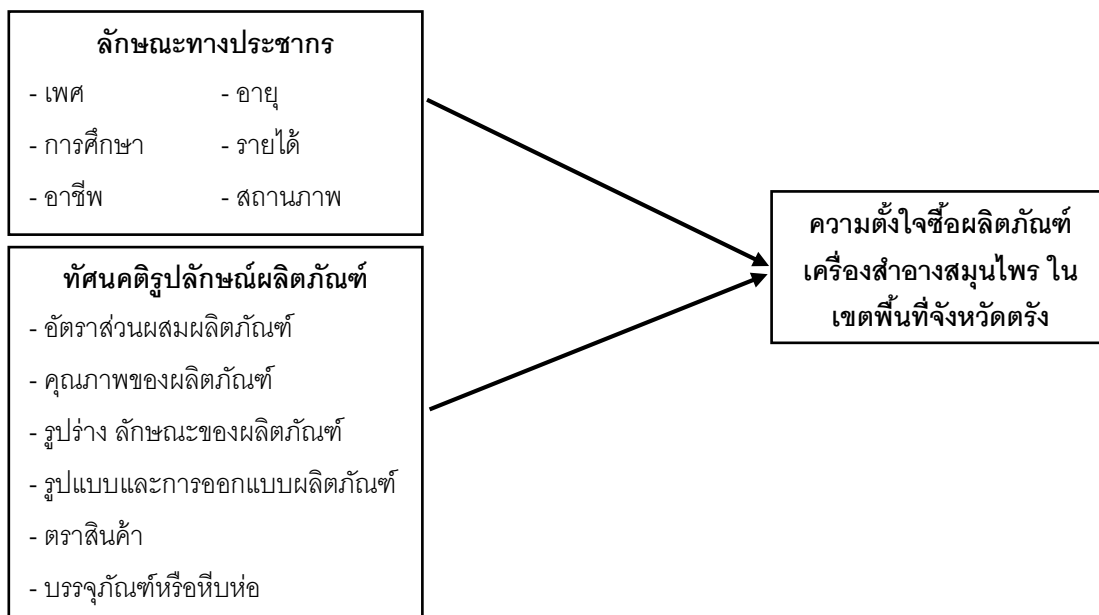 ลักษณะทางประชากร
- เพศ - อายุ
- การศึกษา - รายได้
- อาชีพ - สถานภาพ
ทัศนคติรูปลักษณ์ผลิตภัณฑ์
- อัตราส่วนผสมผลิตภัณฑ์
- คุณภาพของผลิตภัณฑ์
- รูปร่าง ลักษณะของผลิตภัณฑ์
- รูปแบบและการออกแบบผลิตภัณฑ์
- ตราสินค้า
- บรรจุภัณฑ์หรือหีบห่อ
ความตั้งใจซื้อผลิตภัณฑ์
เครื่องสำอางสมุนไพร ใน
เขตพื้นที่จังหวัดตรัง